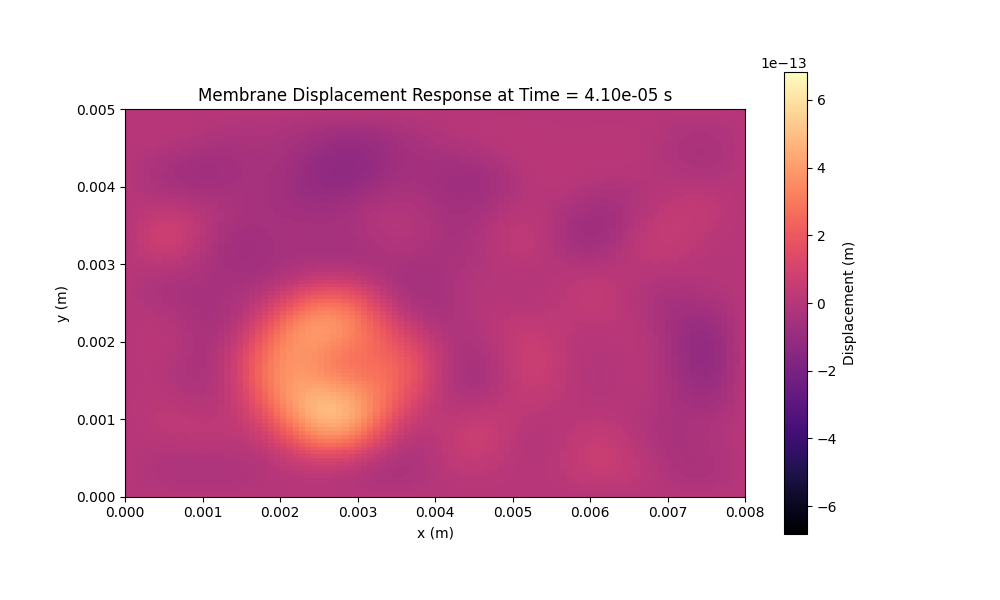 1e−13
Membrane Displacement Response at Time = 4.10e-05 s
0.005
0.004
0.003
0.002
0.001
0.000
y (m)
0.000 0.001 0.002 0.003 0.004 0.005 0.006 0.007 0.008
x (m)
6
4
2
0
−2
−4
−6
Displacement (m)